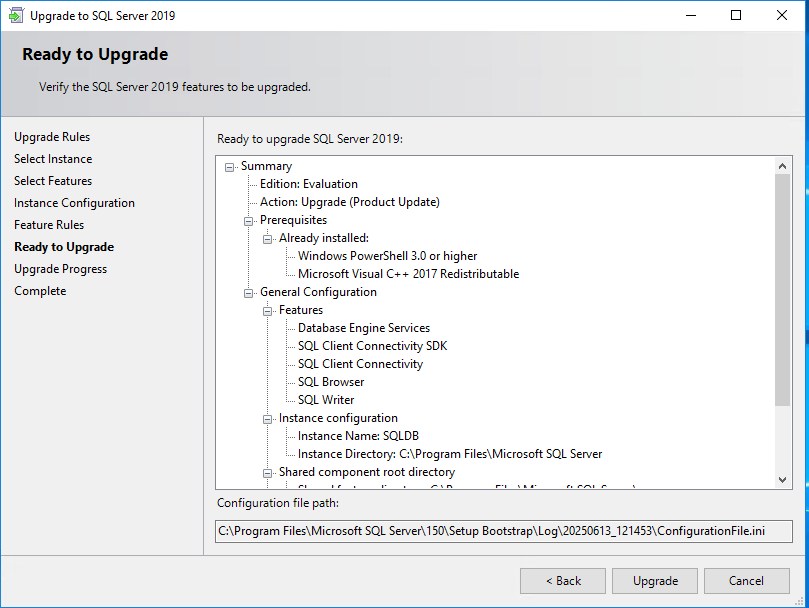 Upgrade to SQL Server 2019
Ready to Upgrade
Verify the SQL Server 2019 features to be upgraded.
Upgrade Rules
Select Instance
Select Features
Instance Configuration
Feature Rules
Ready to Upgrade
Upgrade Progress
Complete
Ready to upgrade SQL Server 2019:
Summary
Edition: Evaluation
Action: Upgrade (Product Update)
Prerequisites
Already installed:
Windows PowerShell 3.0 or higher
Microsoft Visual C++ 2017 Redistributable
General Configuration
Features
Database Engine Services
SQL Client Connectivity SDK
SQL Client Connectivity
SQL Browser
SQL Writer
Instance configuration
Instance Name: SQLDB
Instance Directory: C:\Program Files\Microsoft SQL Server
Shared component root directory
Configuration file path:
C:\Program Files\Microsoft SQL Server\150\Setup Bootstrap\Log\20250613_121453\ConfigurationFile.ini
< Back
Upgrade
Cancel